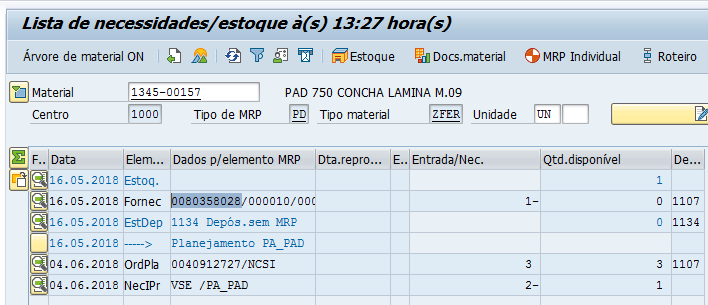 Lista de necessidades/estoque à(s) 13:27 hora(s)
Árvore de material ON Estoque Docs.material MRP Individual Roteiro
Material 1345-00157 PAD 750 CONCHA LAMINA M.09
Centro 1000 Tipo de MRP PD Tipo material ZFER Unidade UN
F.. Data Elem... Dados p/elemento MRP Dta.repro... E... Entrada/Nec. Qtd.disponível De...
16.05.2018 Estoq. 1
16.05.2018 Fornec 0080358028/000010/000 1- 0 1107
16.05.2018 EstDep 1134 Depós.sem MRP 0 1134
16.05.2018 -----> Planejamento PA_PAD
04.06.2018 OrdPla 0040912727/NCSI 3 3 1107
04.06.2018 NecIPr VSE /PA_PAD 2- 1